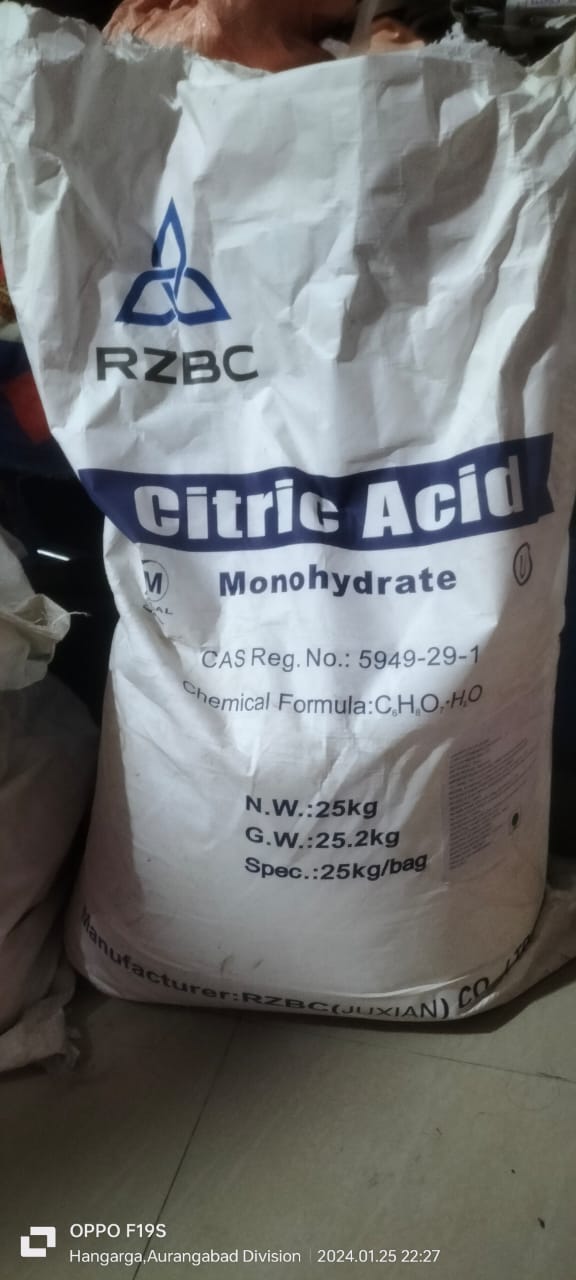 RZBC
Citric Acid
M
Monohydrate
U
CAS Reg. No.: 5949-29-1
Chemical Formula:C₆H₈O₇·H₂O
N.W.:25kg
G.W.:25.2kg
Spec.:25kg/bag
Manufacturer:RZBC(JUXIAN) CO., LTD.
OPPO F19S
Hangarga,Aurangabad Division | 2024.01.25 22:27